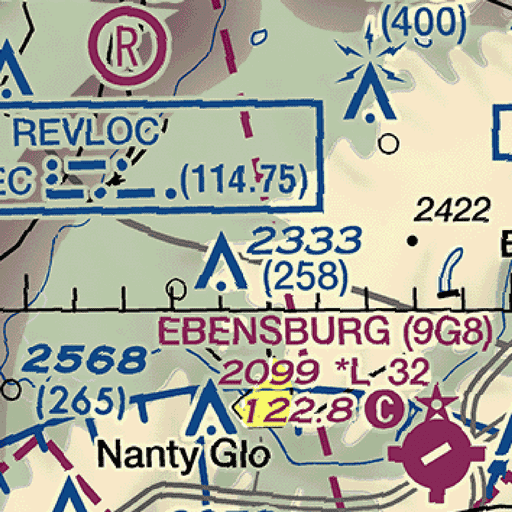 (400)
R
REVLOC
EC (114.75)
2422
2333
(258)
EBENSBURG (9G8)
2568
2099 *L 32
(265)
122.8 C
Nanty Glo